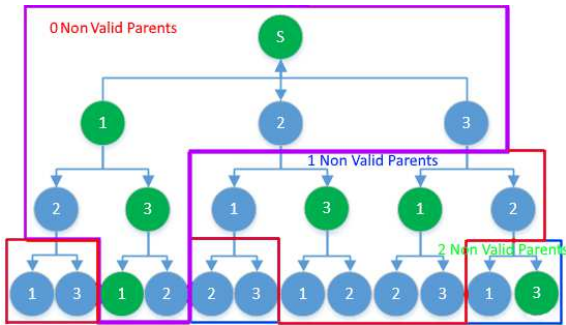 0 Non Valid Parents
S
1 2 3
1 Non Valid Parents
2 3 1 3 1 2
2 Non Valid Parents
1 3 1 2 2 3 1 2 2 3 1 3